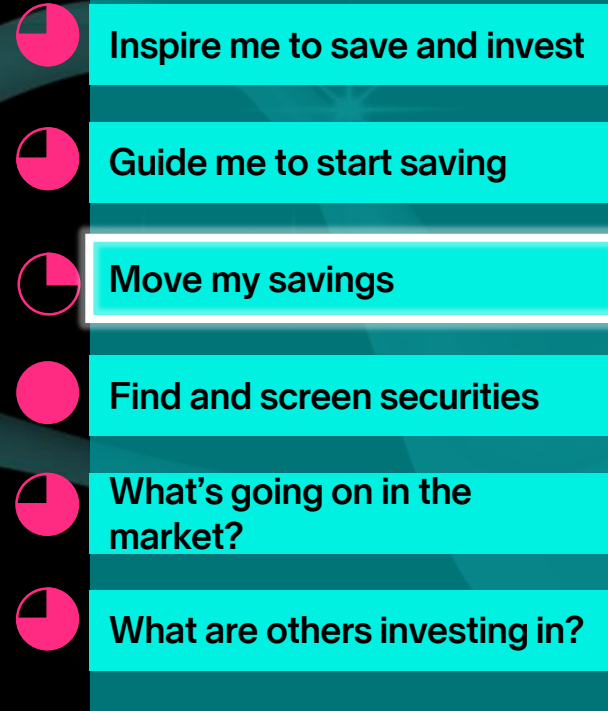 Inspire me to save and invest
Guide me to start saving
Move my savings
Find and screen securities
What’s going on in the
market?
What are others investing in?